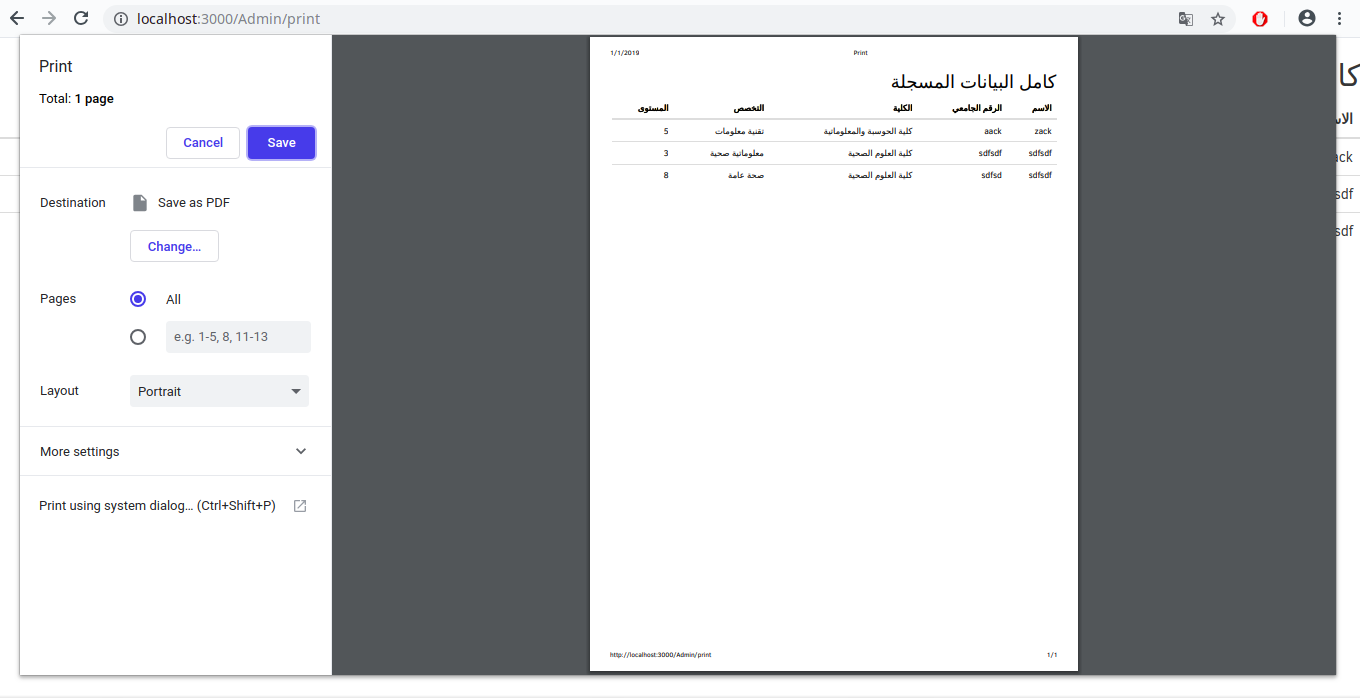 localhost:3000/Admin/print
Print
Total: 1 page
Cancel Save
Destination Save as PDF
Change...
Pages All
e.g. 1-5, 8, 11-13
Layout Portrait
More settings
Print using system dialog... (Ctrl+Shift+P)
1/1/2019 Print
كامل البيانات المسجلة
الاسم الرقم الجامعي الكلية التخصص المستوى
zack aack كلية الحوسبة والمعلوماتية تقنية معلومات 5
sdfsdf sdfsdf كلية العلوم الصحية معلوماتية صحية 3
sdfsdf sdfsd كلية العلوم الصحية صحة عامة 8
http://localhost:3000/Admin/print 1/1
كا
الاس
ack
sdf
sdf